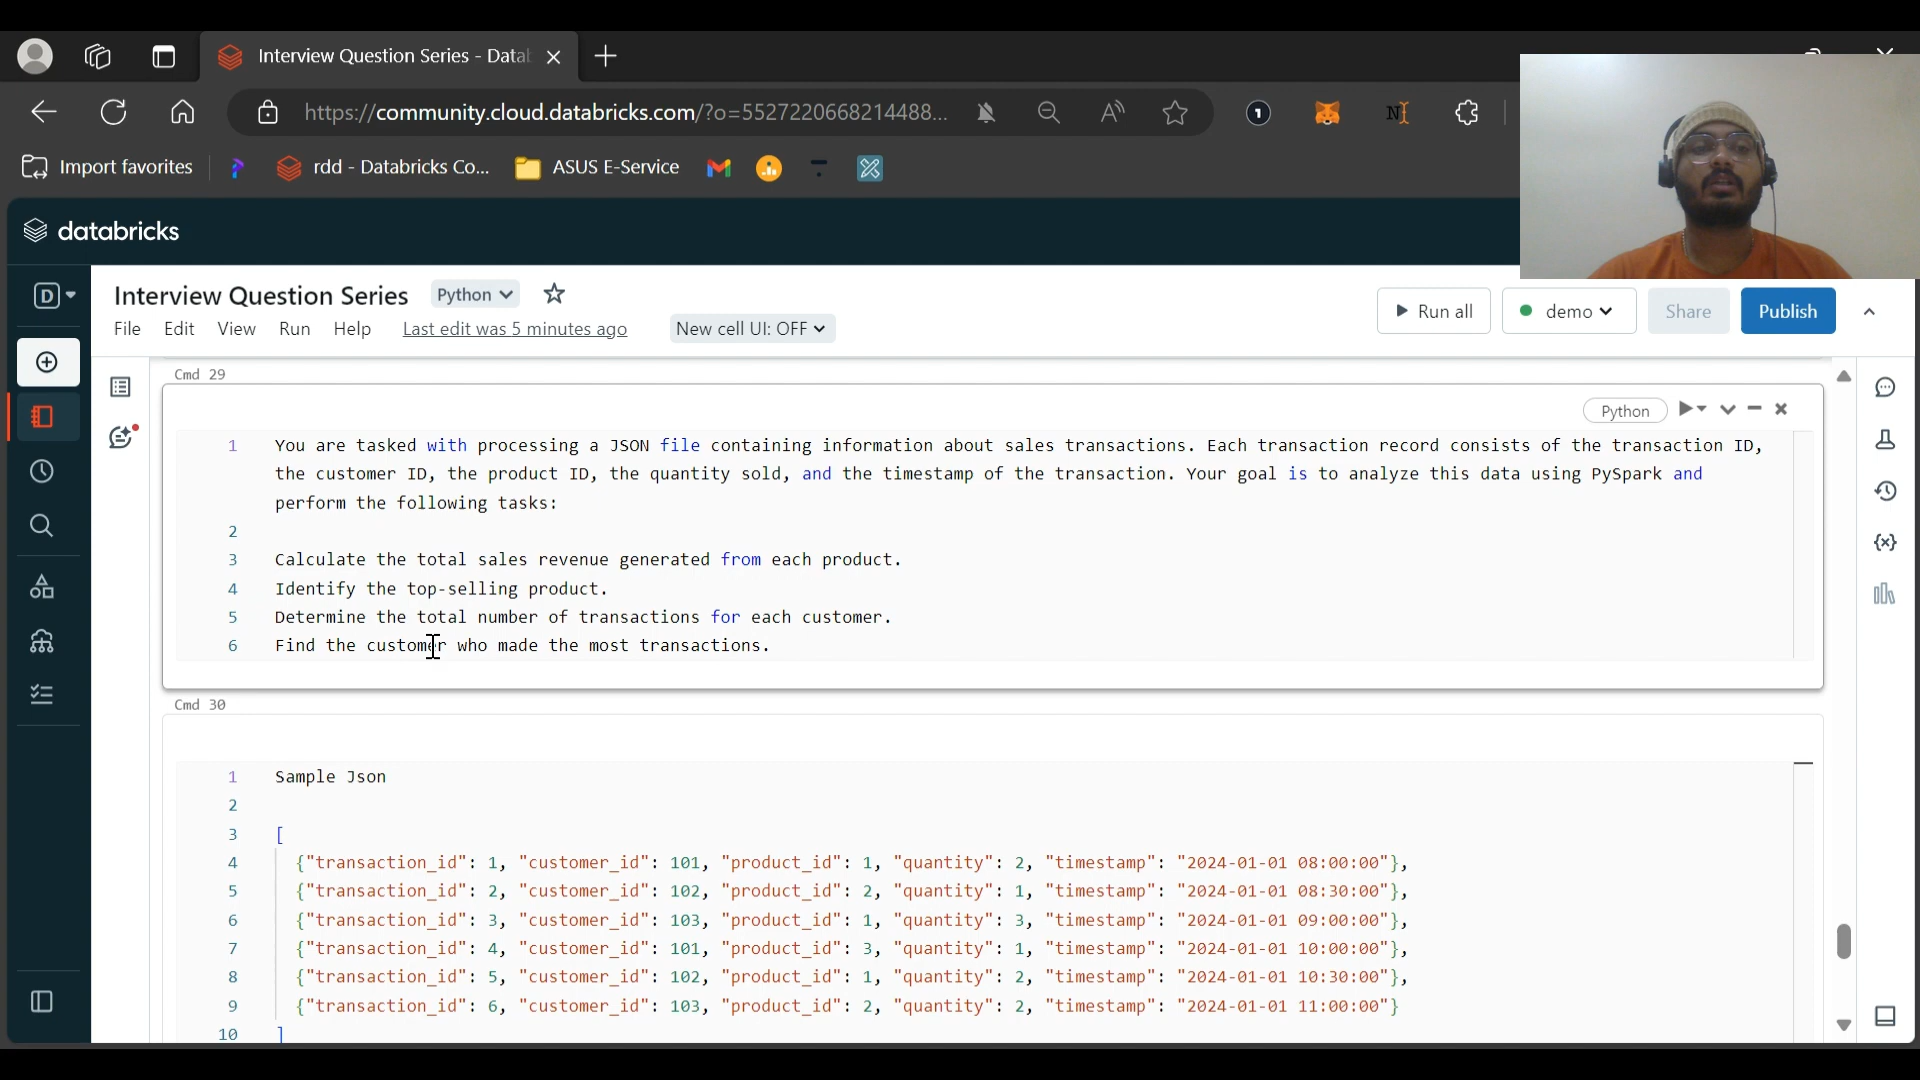 Interview Question Series - Datab
https://community.cloud.databricks.com/?o=5527220668214488...
Import favorites
rdd - Databricks Co...
ASUS E-Service
databricks
D
Interview Question Series
Python
File Edit View Run Help Last edit was 5 minutes ago New cell UI: OFF
Run all
demo
Share
Publish
Cmd 29
Python
1 You are tasked with processing a JSON file containing information about sales transactions. Each transaction record consists of the transaction ID,
the customer ID, the product ID, the quantity sold, and the timestamp of the transaction. Your goal is to analyze this data using PySpark and
perform the following tasks:
2
3 Calculate the total sales revenue generated from each product.
4 Identify the top-selling product.
5 Determine the total number of transactions for each customer.
6 Find the customer who made the most transactions.
Cmd 30
1 Sample Json
2
3 [
4 {"transaction_id": 1, "customer_id": 101, "product_id": 1, "quantity": 2, "timestamp": "2024-01-01 08:00:00"},
5 {"transaction_id": 2, "customer_id": 102, "product_id": 2, "quantity": 1, "timestamp": "2024-01-01 08:30:00"},
6 {"transaction_id": 3, "customer_id": 103, "product_id": 1, "quantity": 3, "timestamp": "2024-01-01 09:00:00"},
7 {"transaction_id": 4, "customer_id": 101, "product_id": 3, "quantity": 1, "timestamp": "2024-01-01 10:00:00"},
8 {"transaction_id": 5, "customer_id": 102, "product_id": 1, "quantity": 2, "timestamp": "2024-01-01 10:30:00"},
9 {"transaction_id": 6, "customer_id": 103, "product_id": 2, "quantity": 2, "timestamp": "2024-01-01 11:00:00"}
10 ]